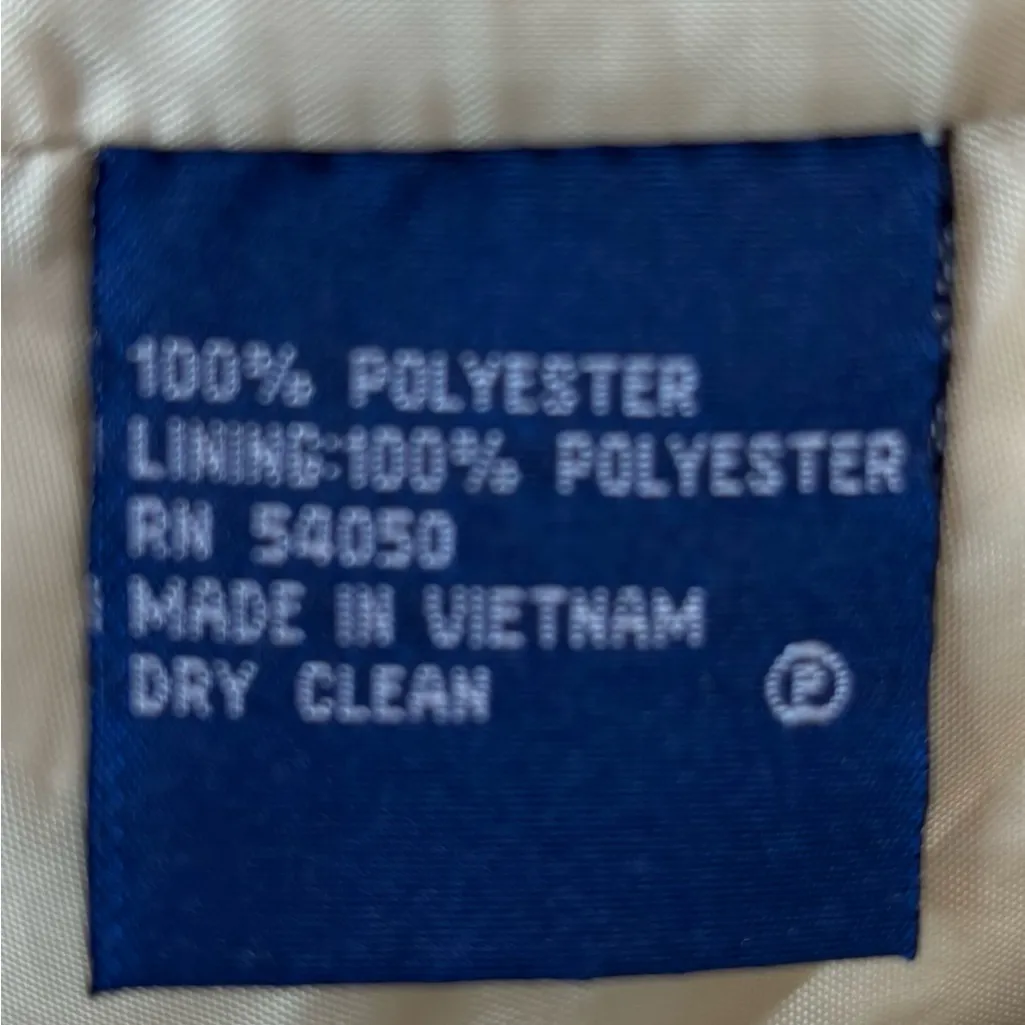 100% POLYESTER
LINING:100% POLYESTER
RN 54050
MADE IN VIETNAM
DRY CLEAN Ⓟ